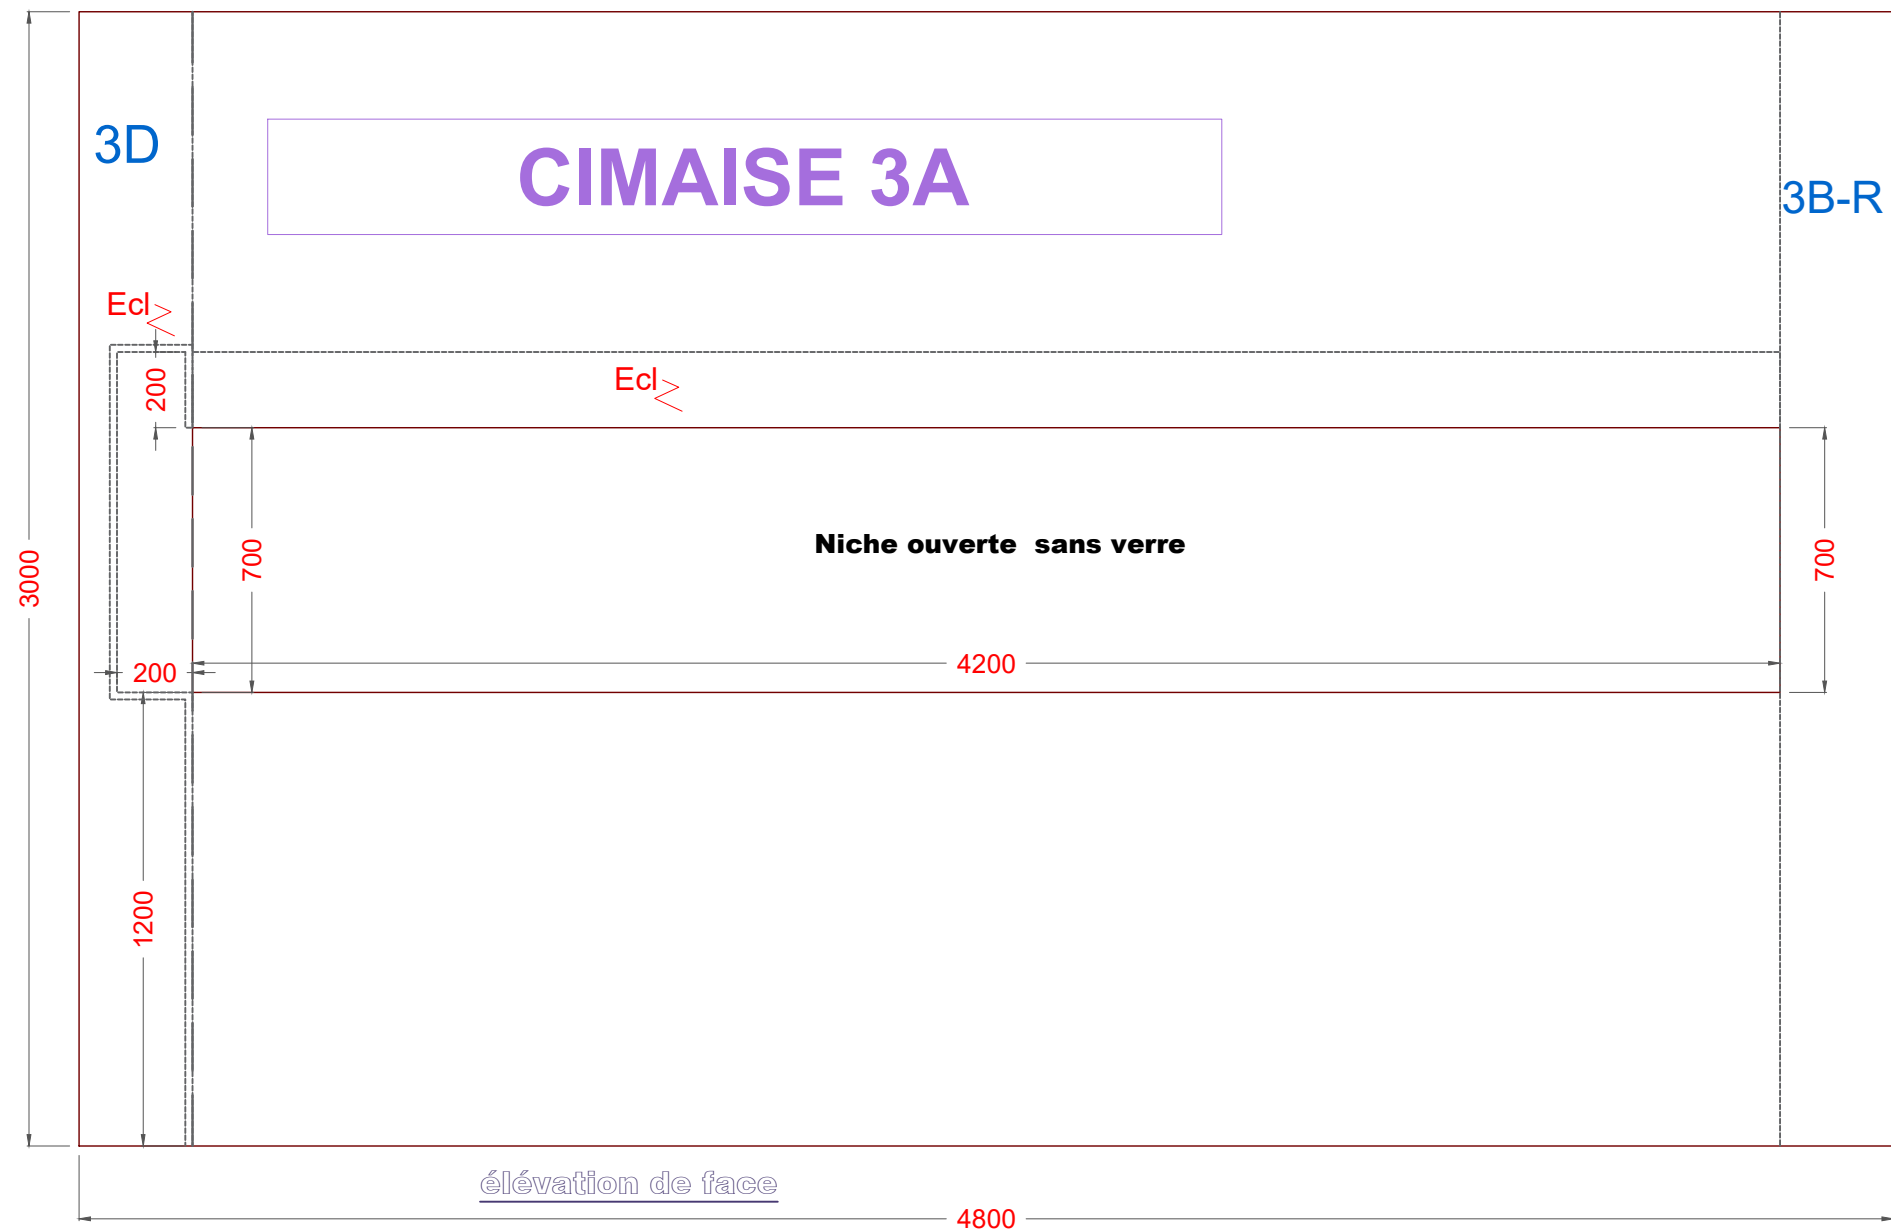 3D
CIMAISE 3A
3B-R
Ecl
200
Ecl
3000
700
Niche ouverte sans verre
700
200
4200
1200
élévation de face
4800